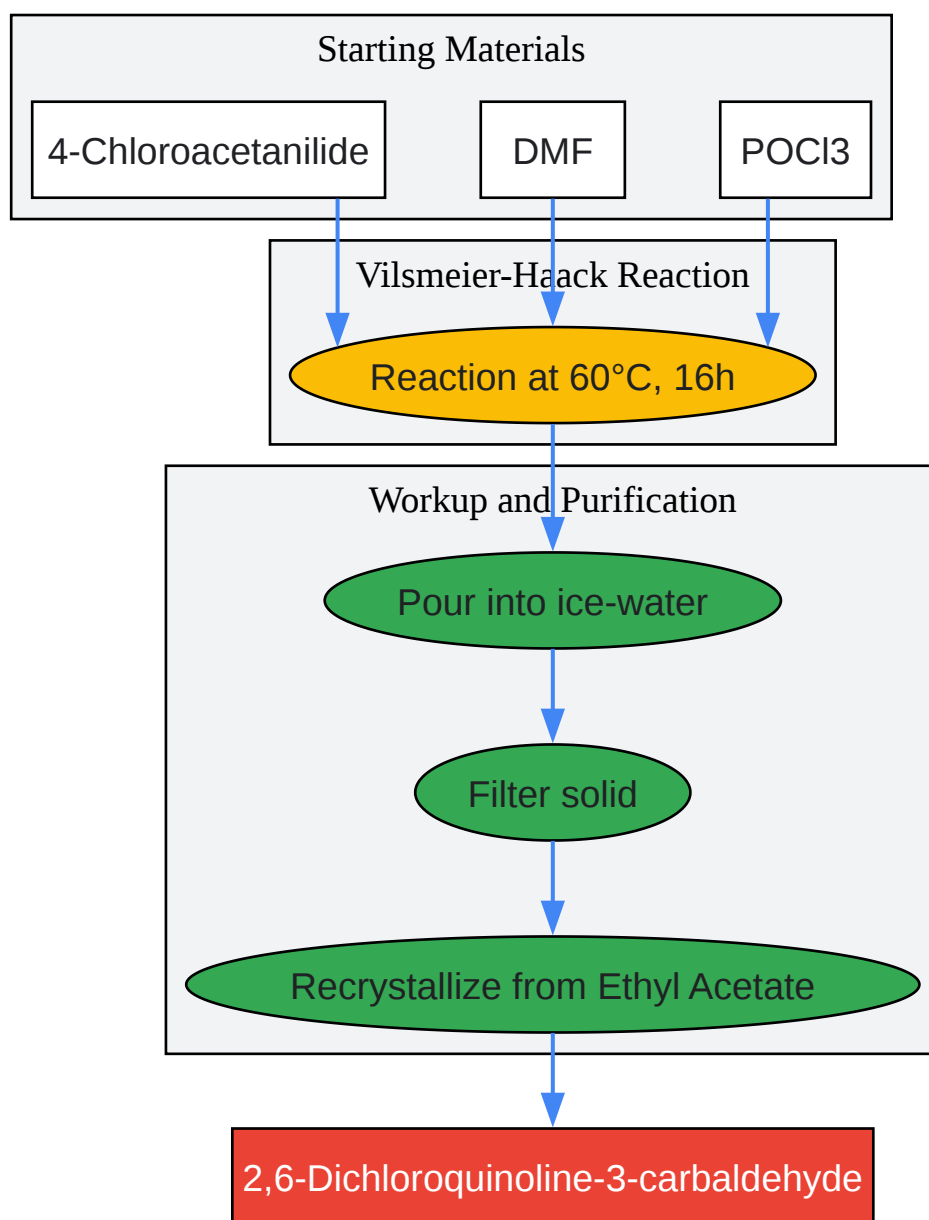 Starting Materials
4-Chloroacetanilide
DMF
POCl3
Vilsmeier-Haack Reaction
Reaction at 60°C, 16h
Workup and Purification
Pour into ice-water
Filter solid
Recrystallize from Ethyl Acetate
2,6-Dichloroquinoline-3-carbaldehyde